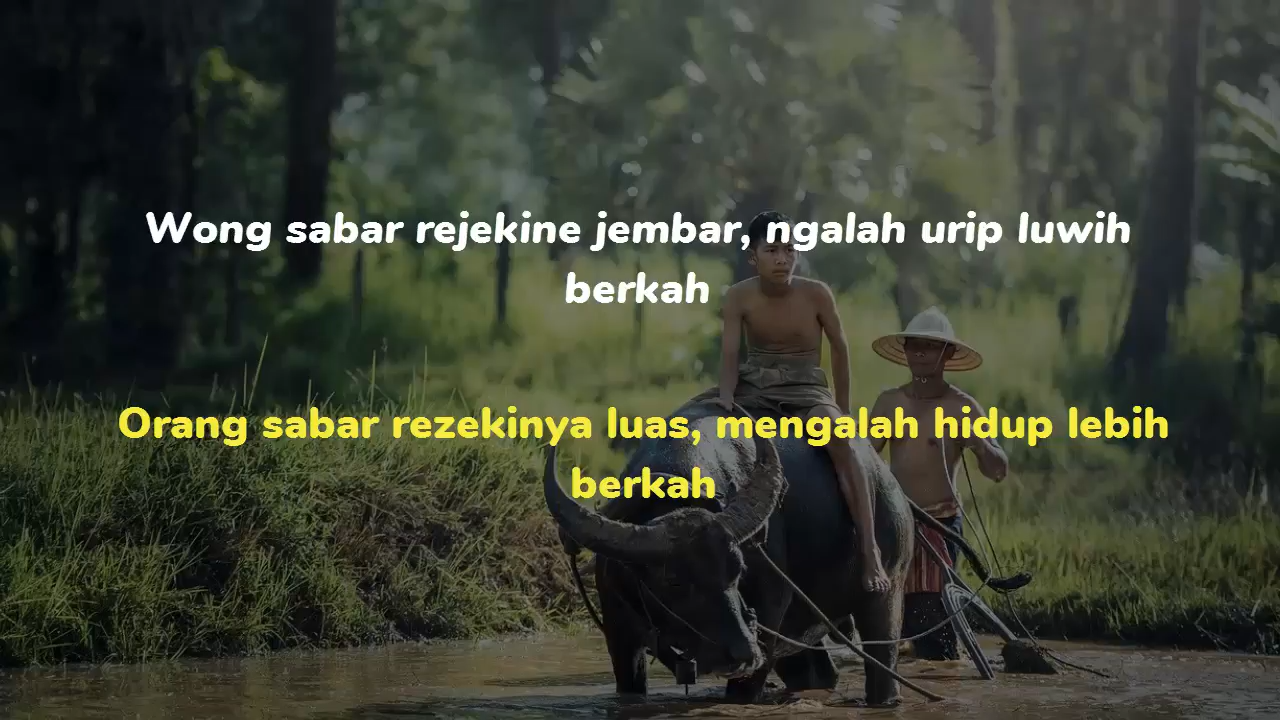 Wong sabar rejekine jembar, ngalah urip luwih
berkah
Orang sabar rezekinya luas, mengalah hidup lebih
berkah